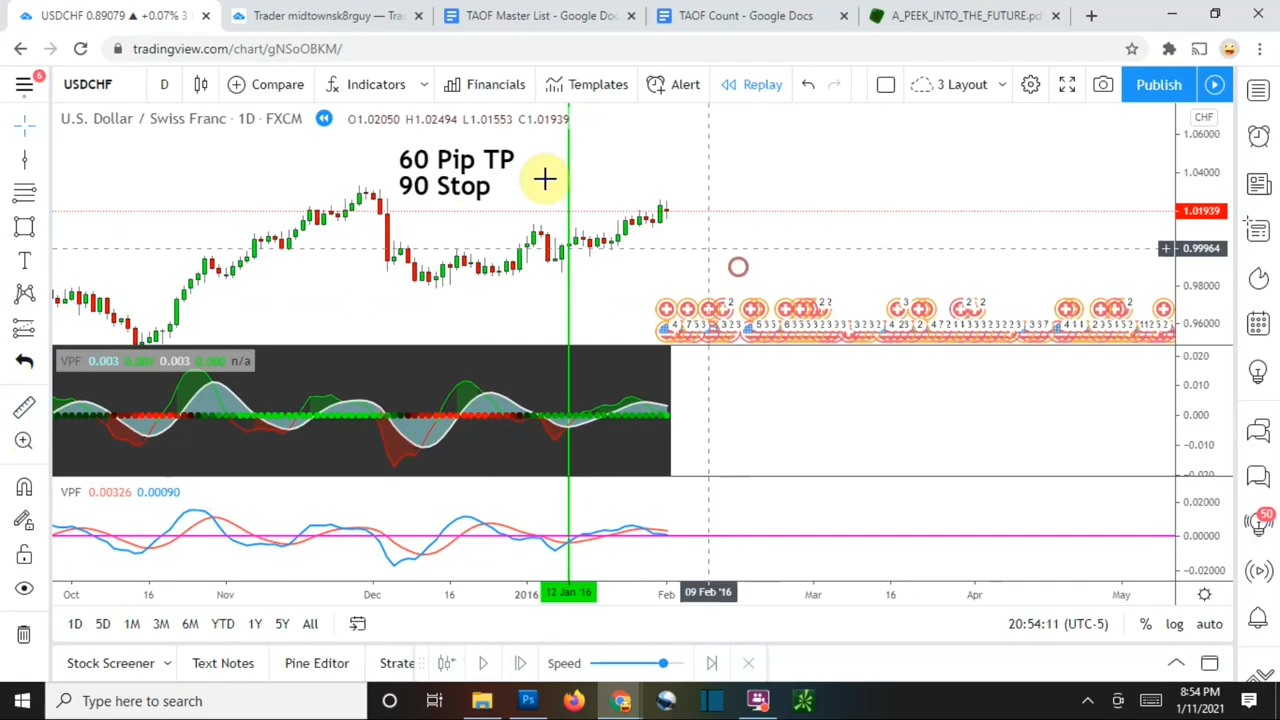 USDCHF 0.89079 ▲ +0.07% 3
Trader midtownsk8rguy — Tra
TAOF Master List - Google Doc
TAOF Count - Google Docs
A_PEEK_INTO_THE_FUTURE.pd
tradingview.com/chart/gNSoOBKM/
6
USDCHF
D
Compare
Indicators
Financials
Templates
Alert
Replay
3 Layout
Publish
U.S. Dollar / Swiss Franc · 1D · FXCM
O1.02050 H1.02494 L1.01553 C1.01939
CHF
1.06000
60 Pip TP
90 Stop
1.04000
1.01939
0.99964
0.98000
0.96000
VPF 0.003 0.001 0.003 0.000 n/a
0.020
0.010
0.000
-0.010
-0.020
VPF 0.00326 0.00090
0.02000
0.00000
-0.02000
50
Oct 16 Nov Dec 16 2016 12 Jan '16 Feb 09 Feb '16 Mar 16 Apr May
1D 5D 1M 3M 6M YTD 1Y 5Y All
20:54:11 (UTC-5) % log auto
Stock Screener Text Notes Pine Editor Strate Speed
Type here to search
8:54 PM
1/11/2021